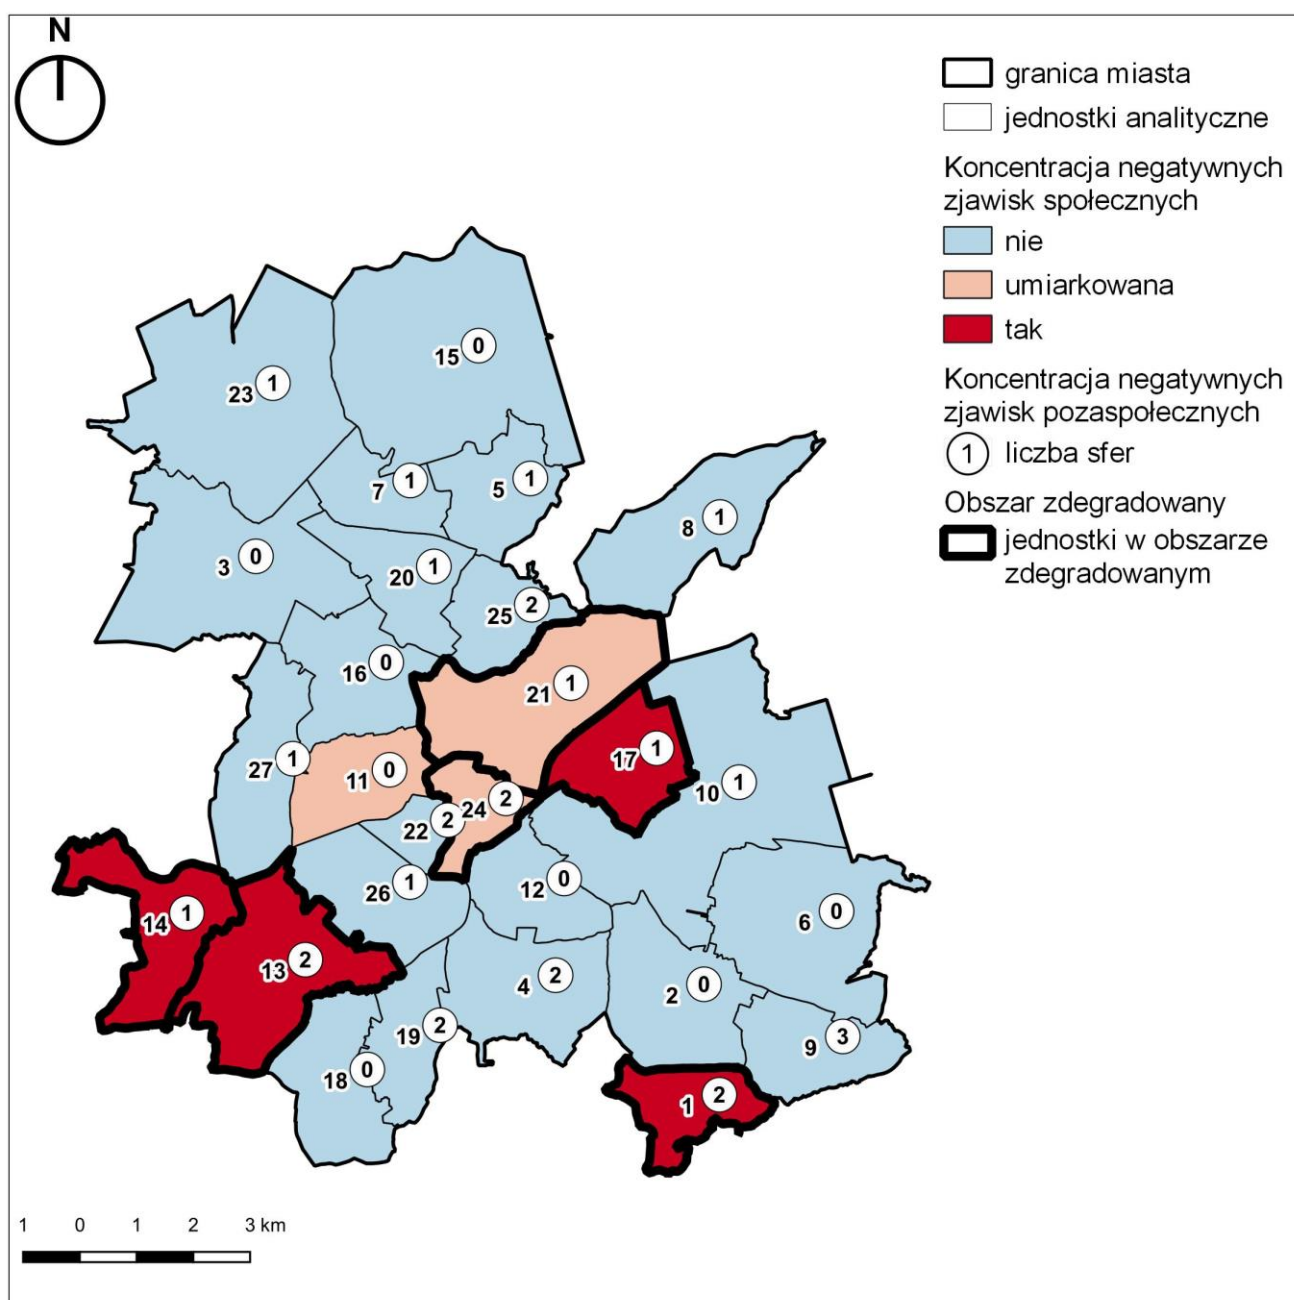 N
granica miasta
jednostki analityczne
Koncentracja negatywnych
zjawisk społecznych
nie
umiarkowana
tak
Koncentracja negatywnych
zjawisk pozaspołecznych
1 liczba sfer
Obszar zdegradowany
jednostki w obszarze
zdegradowanym
15 0
23 1
7 1
5 1
8 1
3 0
20 1
25 2
16 0
21 1
27 1
11 0
17 1
10 1
24 2
22 2
26 1
12 0
14 1
6 0
13 2
4 2
2 0
19 2
9 3
18 0
1 2
1 0 1 2 3 km